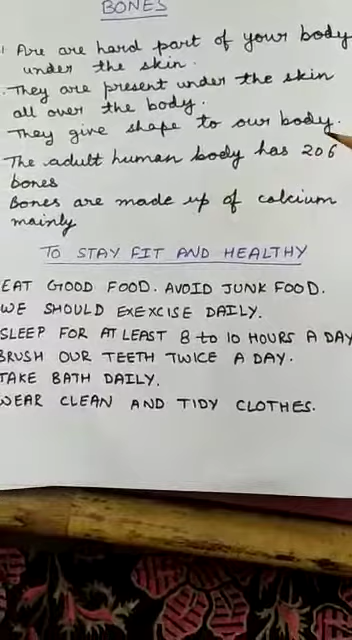 BONES
Are are hard part of your body
under the skin.
They are present under the skin
all over the body.
They give shape to our body.
The adult human body has 206
bones
Bones are made up of calcium
mainly
TO STAY FIT AND HEALTHY
EAT GOOD FOOD. AVOID JUNK FOOD.
WE SHOULD EXEXCISE DAILY.
SLEEP FOR AT LEAST 8 to 10 HOURS A DAY
BRUSH OUR TEETH TWICE A DAY.
TAKE BATH DAILY.
WEAR CLEAN AND TIDY CLOTHES.